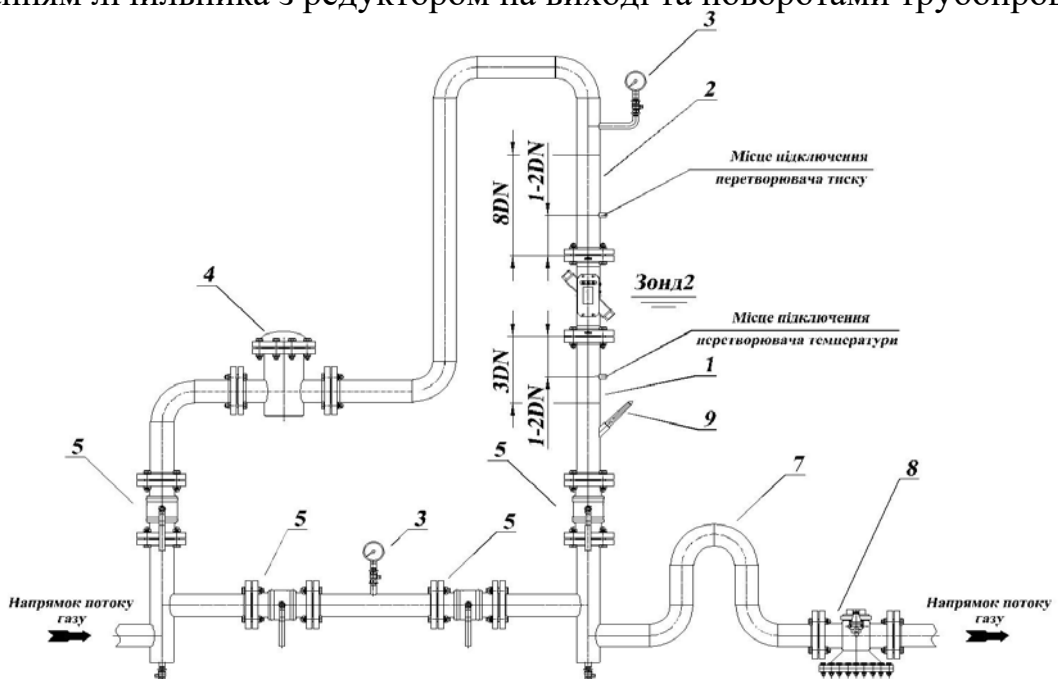 нням лічильника з редуктором на виході та поворотами трубопров
3
2
Місце підключення
перетворювача тиску
1-2DN
8DN
4
Зонд2
Місце підключення
перетворювача температури
3DN
1-2DN
1
9
5
5
7
8
5
3
5
Напрямок потоку
газу
Напрямок потоку
газу